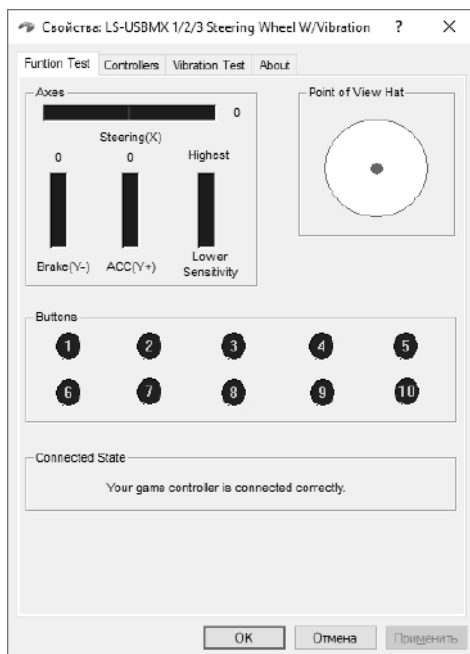 Свойства: LS-USBMX 1/2/3 Steering Wheel W/Vibration ? ×
Funtion Test Controllers Vibration Test About
Axes
0
Steering(X)
0 0 Highest
Brake(Y-) ACC(Y+) Lower Sensitivity
Point of View Hat
Buttons
1 2 3 4 5
6 7 8 9 10
Connected State
Your game controller is connected correctly.
OK Отмена Применить